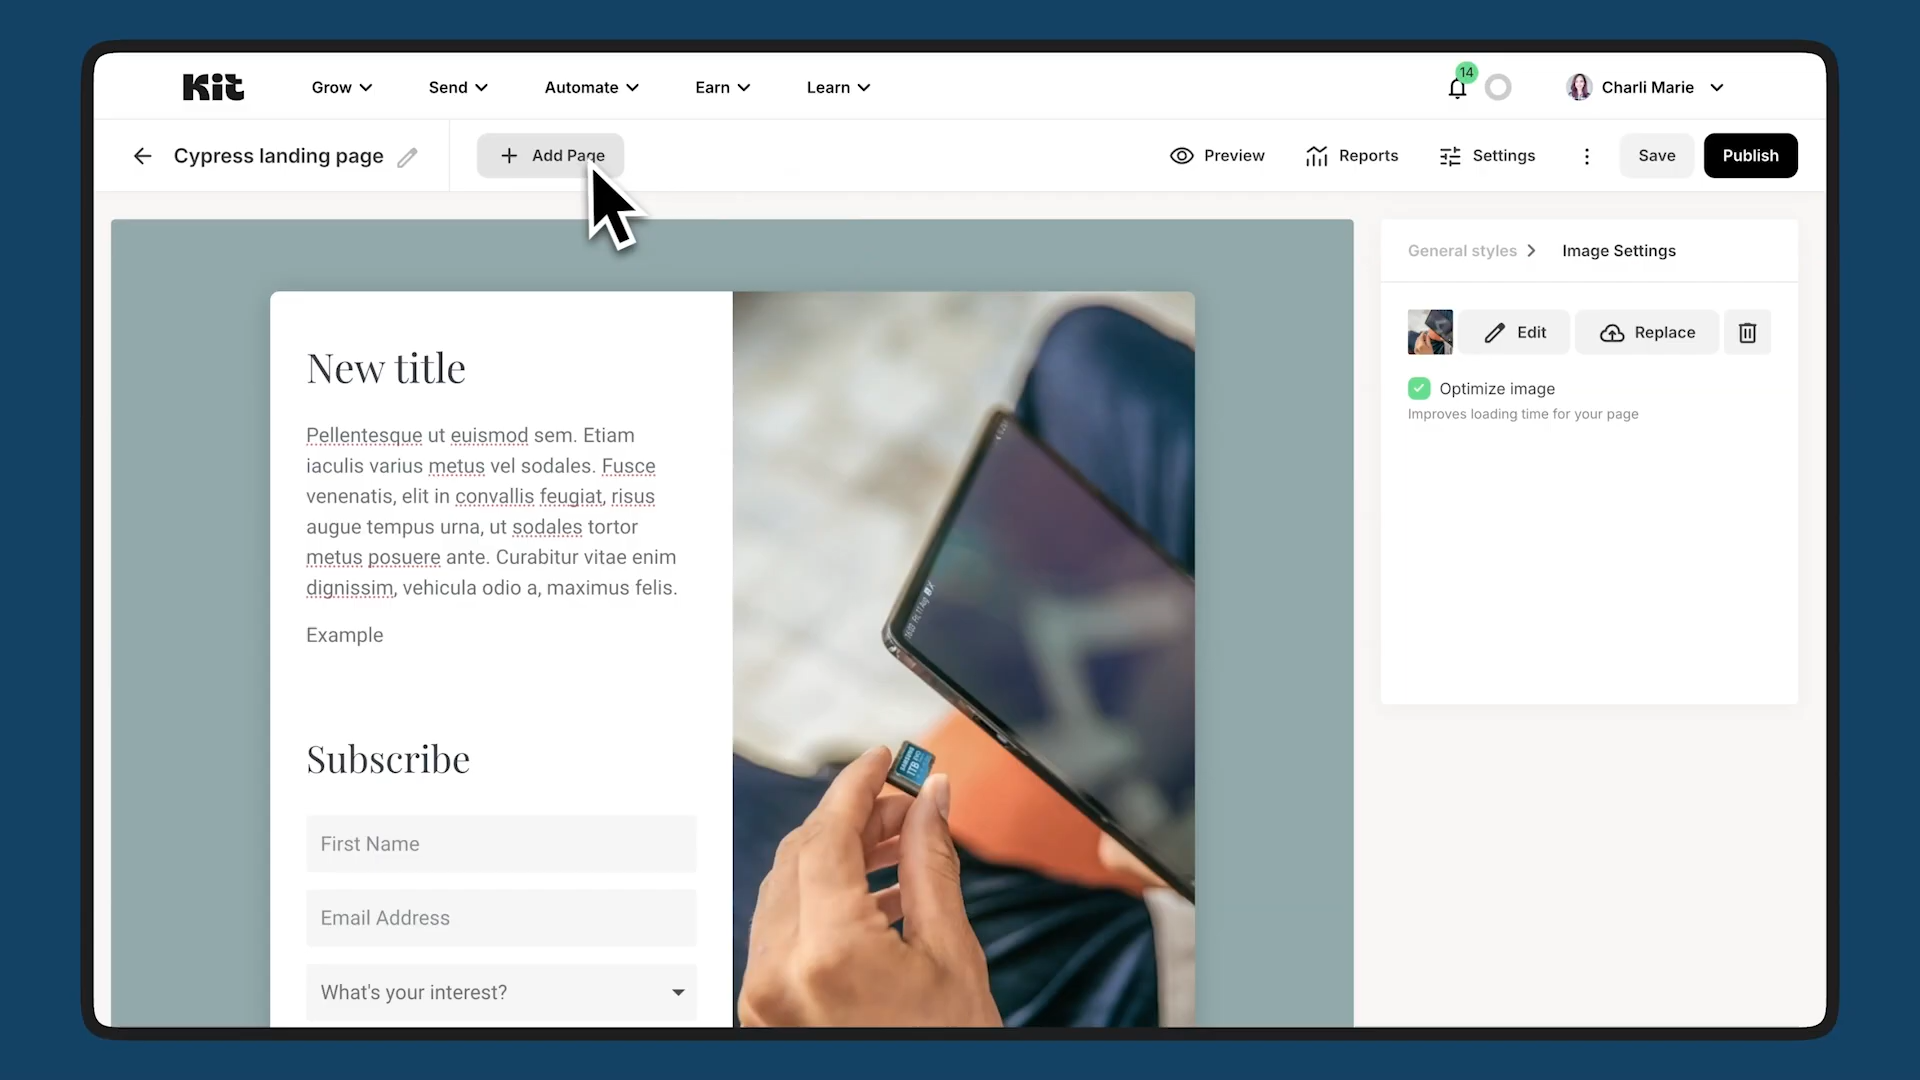 Kit Grow Send Automate Earn Learn 14 Charli Marie
Cypress landing page Add Page Preview Reports Settings Save Publish
General styles Image Settings
Edit Replace
Optimize image
Improves loading time for your page
New title
Pellentesque ut euismod sem. Etiam
iaculis varius metus vel sodales. Fusce
venenatis, elit in convallis feugiat, risus
augue tempus urna, ut sodales tortor
metus posuere ante. Curabitur vitae enim
dignissim, vehicula odio a, maximus felis.
Example
Subscribe
First Name
Email Address
What's your interest?
SAMSUNG
1TB